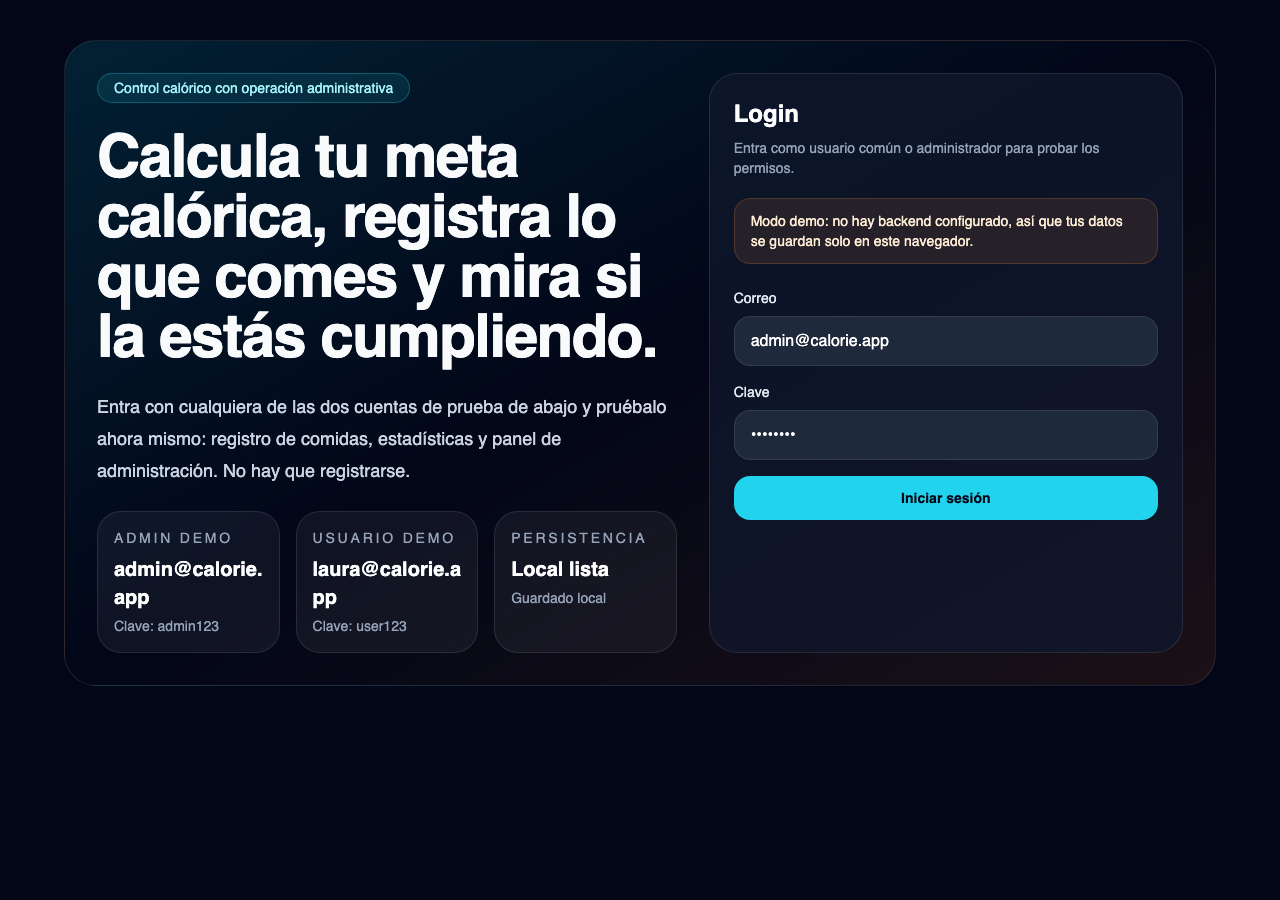 Control calórico con operación administrativa
Calcula tu meta
calórica, registra lo
que comes y mira si
la estás cumpliendo.
Entra con cualquiera de las dos cuentas de prueba de abajo y pruébalo
ahora mismo: registro de comidas, estadísticas y panel de
administración. No hay que registrarse.
ADMIN DEMO
admin@calorie.
app
Clave: admin123
USUARIO DEMO
laura@calorie.a
pp
Clave: user123
PERSISTENCIA
Local lista
Guardado local
Login
Entra como usuario común o administrador para probar los
permisos.
Modo demo: no hay backend configurado, así que tus datos
se guardan solo en este navegador.
Correo
admin@calorie.app
Clave
••••••••
Iniciar sesión